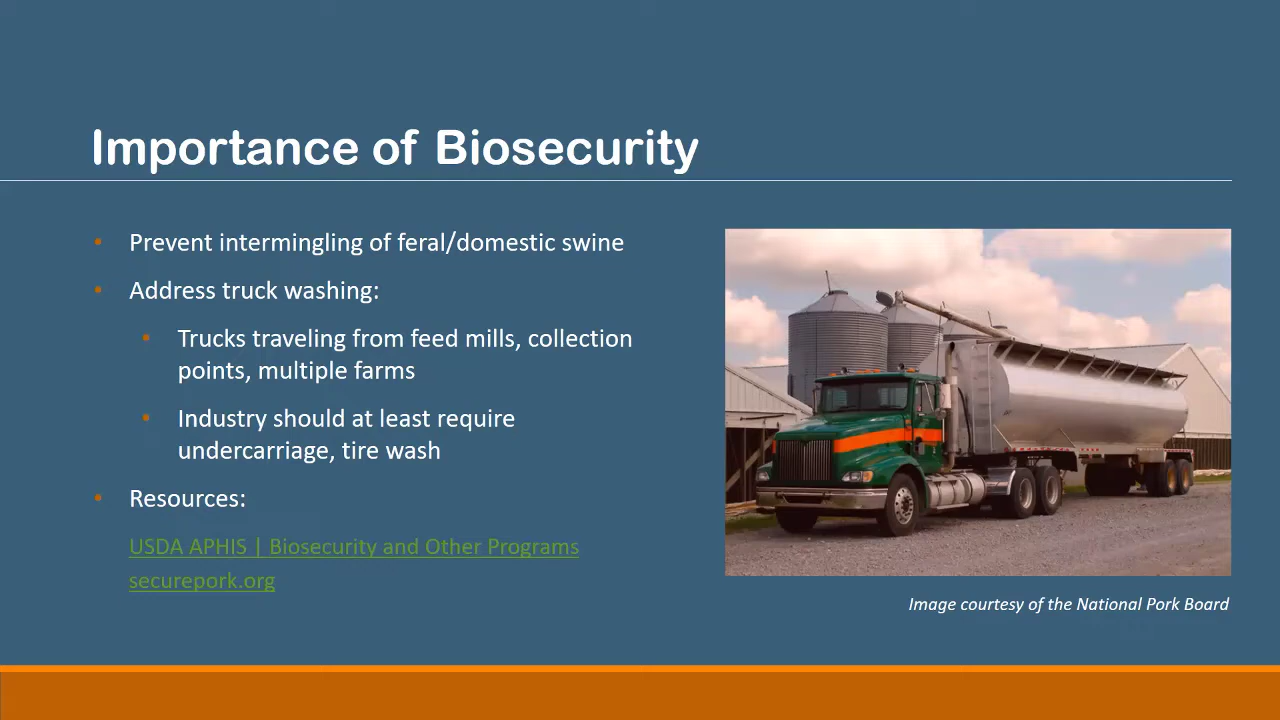 Importance of Biosecurity
• Prevent intermingling of feral/domestic swine
• Address truck washing:
• Trucks traveling from feed mills, collection
points, multiple farms
• Industry should at least require
undercarriage, tire wash
• Resources:
USDA APHIS | Biosecurity and Other Programs
securepork.org
Image courtesy of the National Pork Board